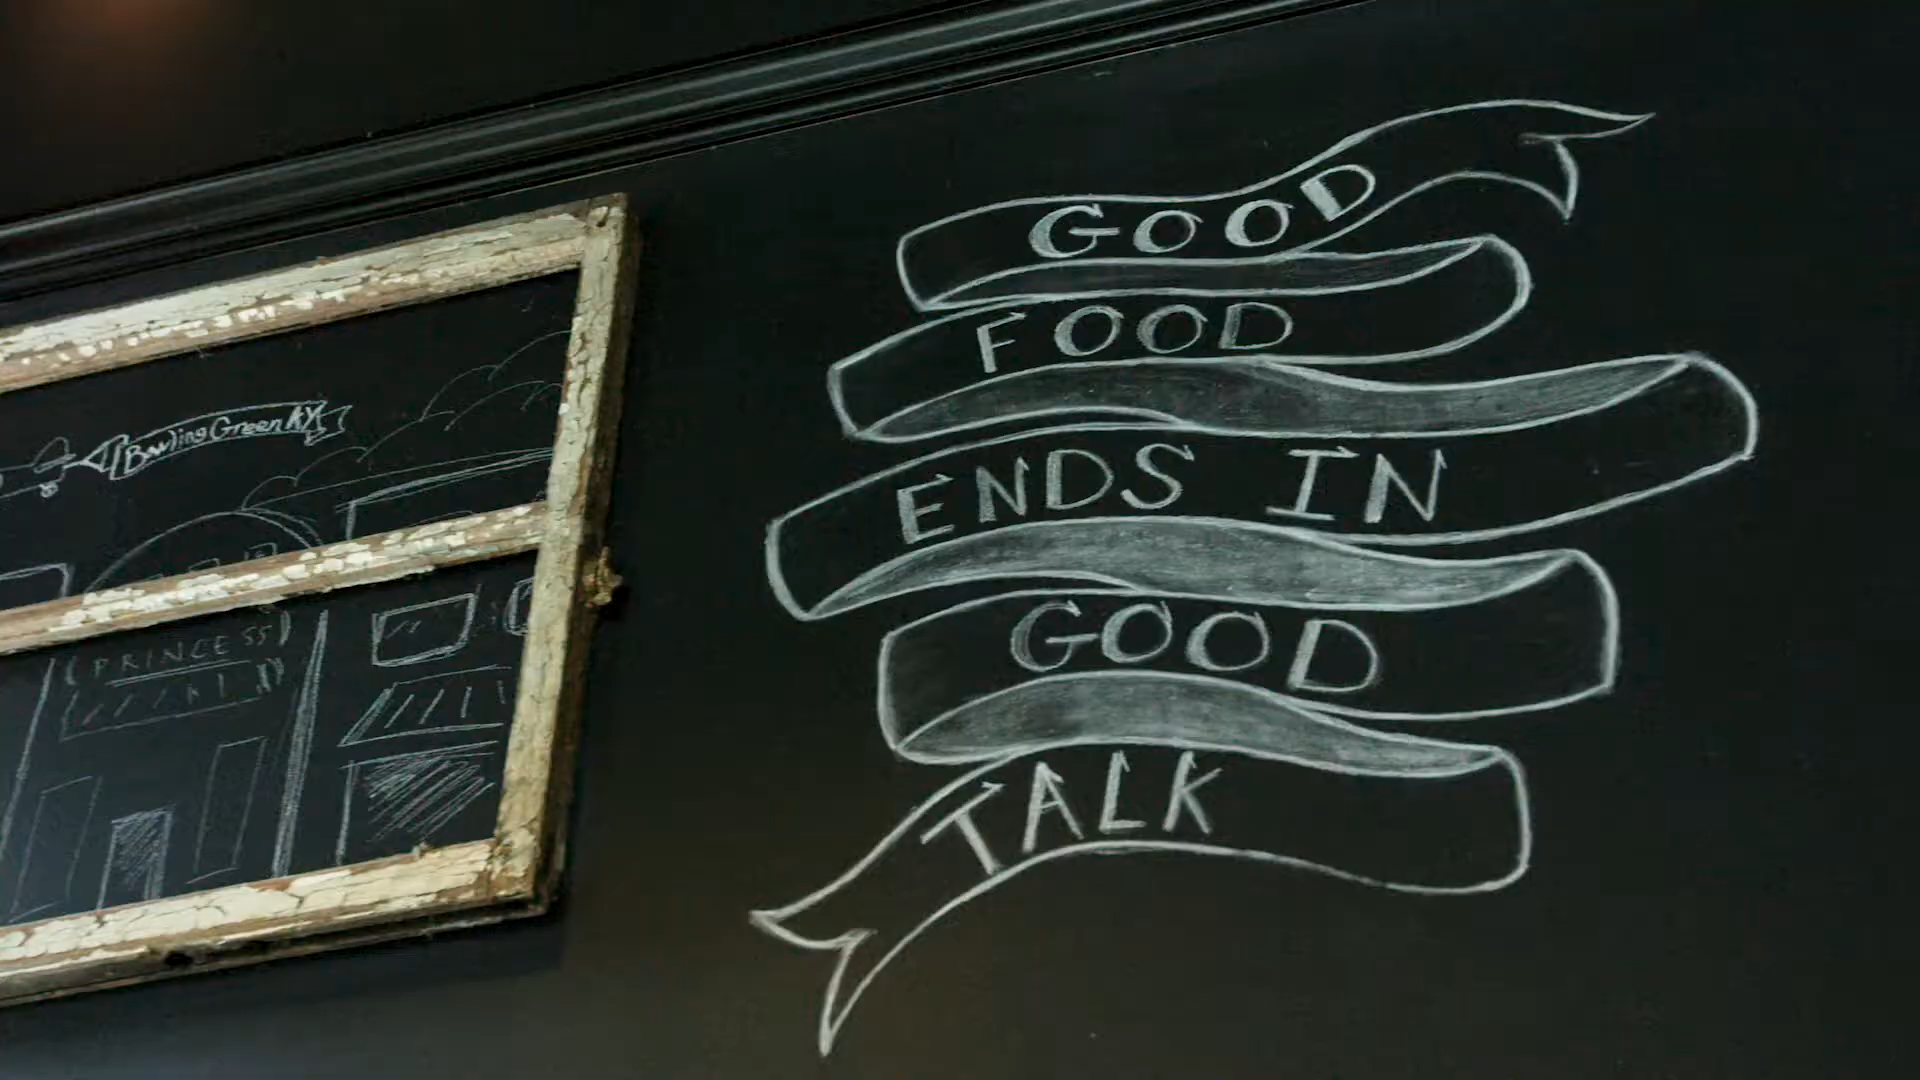 GOOD
FOOD
ENDS IN
GOOD
TALK
Bowling Green KY
PRINCESS